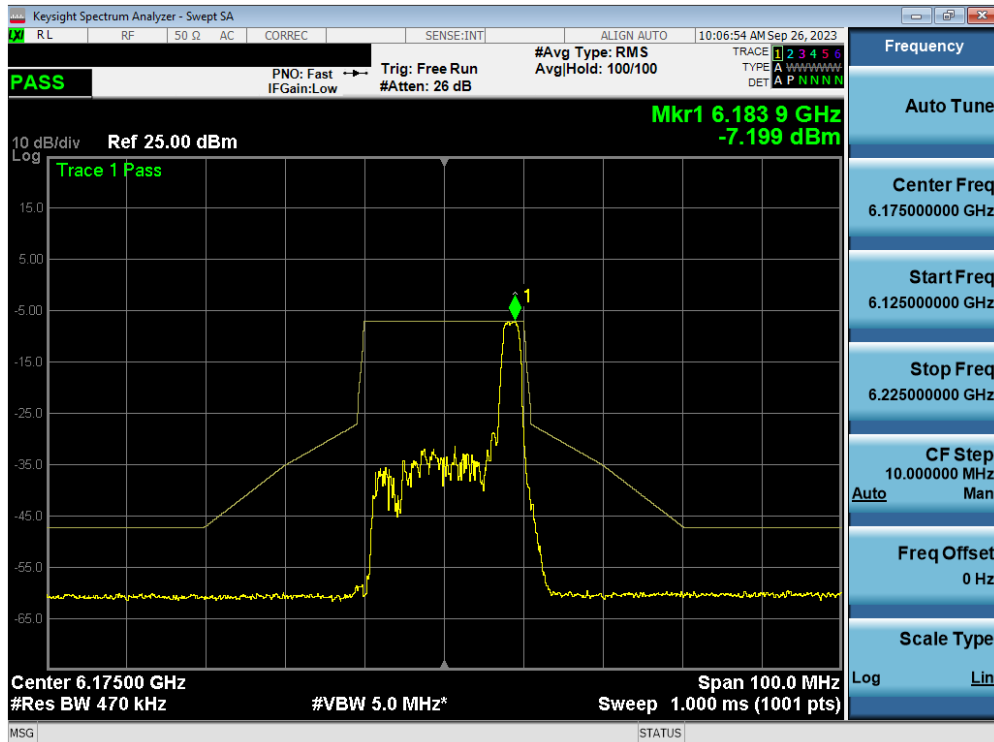 Keysight Spectrum Analyzer - Swept SA
LXI RL RF 50 Ω AC CORREC SENSE:INT ALIGN AUTO 10:06:54 AM Sep 26, 2023
PASS
PNO: Fast
IFGain:Low
Trig: Free Run
#Atten: 26 dB
#Avg Type: RMS
Avg|Hold: 100/100
TRACE 1 2 3 4 5 6
TYPE A WWWWW
DET A P N N N N
Mkr1 6.183 9 GHz
-7.199 dBm
10 dB/div Ref 25.00 dBm
Log
Trace 1 Pass
15.0
5.00
1
-5.00
-15.0
-25.0
-35.0
-45.0
-55.0
-65.0
Center 6.17500 GHz Span 100.0 MHz
#Res BW 470 kHz #VBW 5.0 MHz* Sweep 1.000 ms (1001 pts)
MSG STATUS
Frequency
Auto Tune
Center Freq
6.175000000 GHz
Start Freq
6.125000000 GHz
Stop Freq
6.225000000 GHz
CF Step
10.000000 MHz
Auto Man
Freq Offset
0 Hz
Scale Type
Log Lin